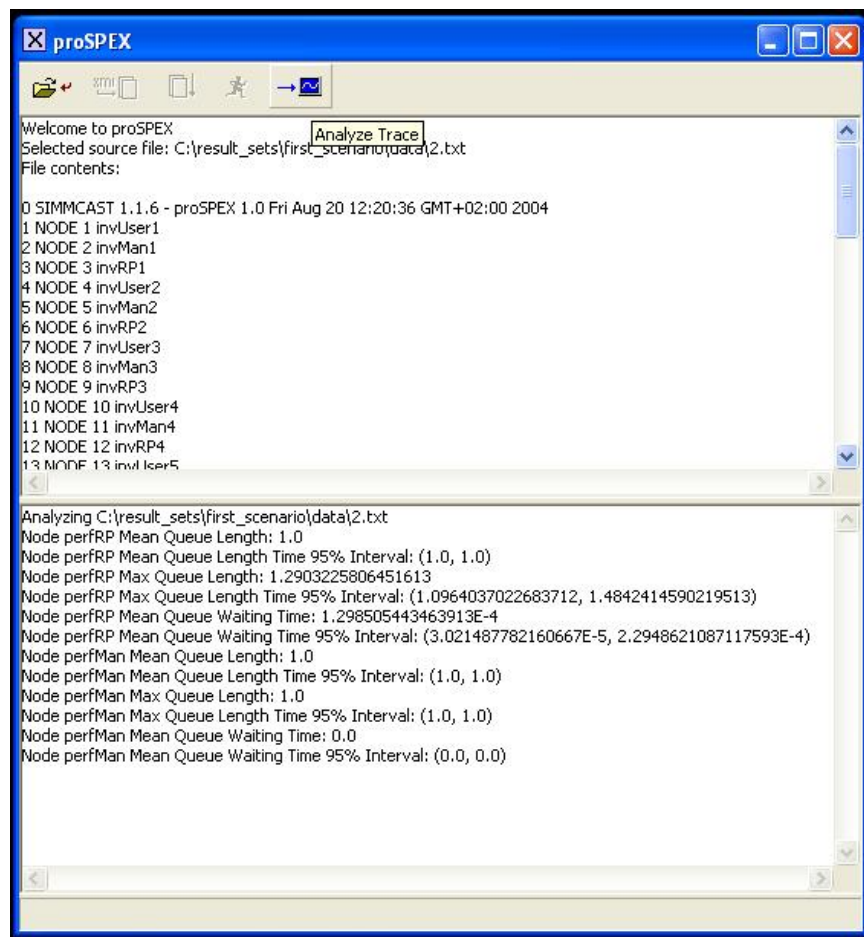 proSPEX
xmi
Analyze Trace
Welcome to proSPEX
Selected source file: C:\result_sets\first_scenario\data\2.txt
File contents:
0 SIMMCAST 1.1.6 - proSPEX 1.0 Fri Aug 20 12:20:36 GMT+02:00 2004
1 NODE 1 invUser1
2 NODE 2 invMan1
3 NODE 3 invRP1
4 NODE 4 invUser2
5 NODE 5 invMan2
6 NODE 6 invRP2
7 NODE 7 invUser3
8 NODE 8 invMan3
9 NODE 9 invRP3
10 NODE 10 invUser4
11 NODE 11 invMan4
12 NODE 12 invRP4
13 NODE 13 invUser5
Analyzing C:\result_sets\first_scenario\data\2.txt
Node perfRP Mean Queue Length: 1.0
Node perfRP Mean Queue Length Time 95% Interval: (1.0, 1.0)
Node perfRP Max Queue Length: 1.2903225806451613
Node perfRP Max Queue Length Time 95% Interval: (1.0964037022683712, 1.4842414590219513)
Node perfRP Mean Queue Waiting Time: 1.298505443463913E-4
Node perfRP Mean Queue Waiting Time 95% Interval: (3.021487782160667E-5, 2.2948621087117593E-4)
Node perfMan Mean Queue Length: 1.0
Node perfMan Mean Queue Length Time 95% Interval: (1.0, 1.0)
Node perfMan Max Queue Length: 1.0
Node perfMan Max Queue Length Time 95% Interval: (1.0, 1.0)
Node perfMan Mean Queue Waiting Time: 0.0
Node perfMan Mean Queue Waiting Time 95% Interval: (0.0, 0.0)